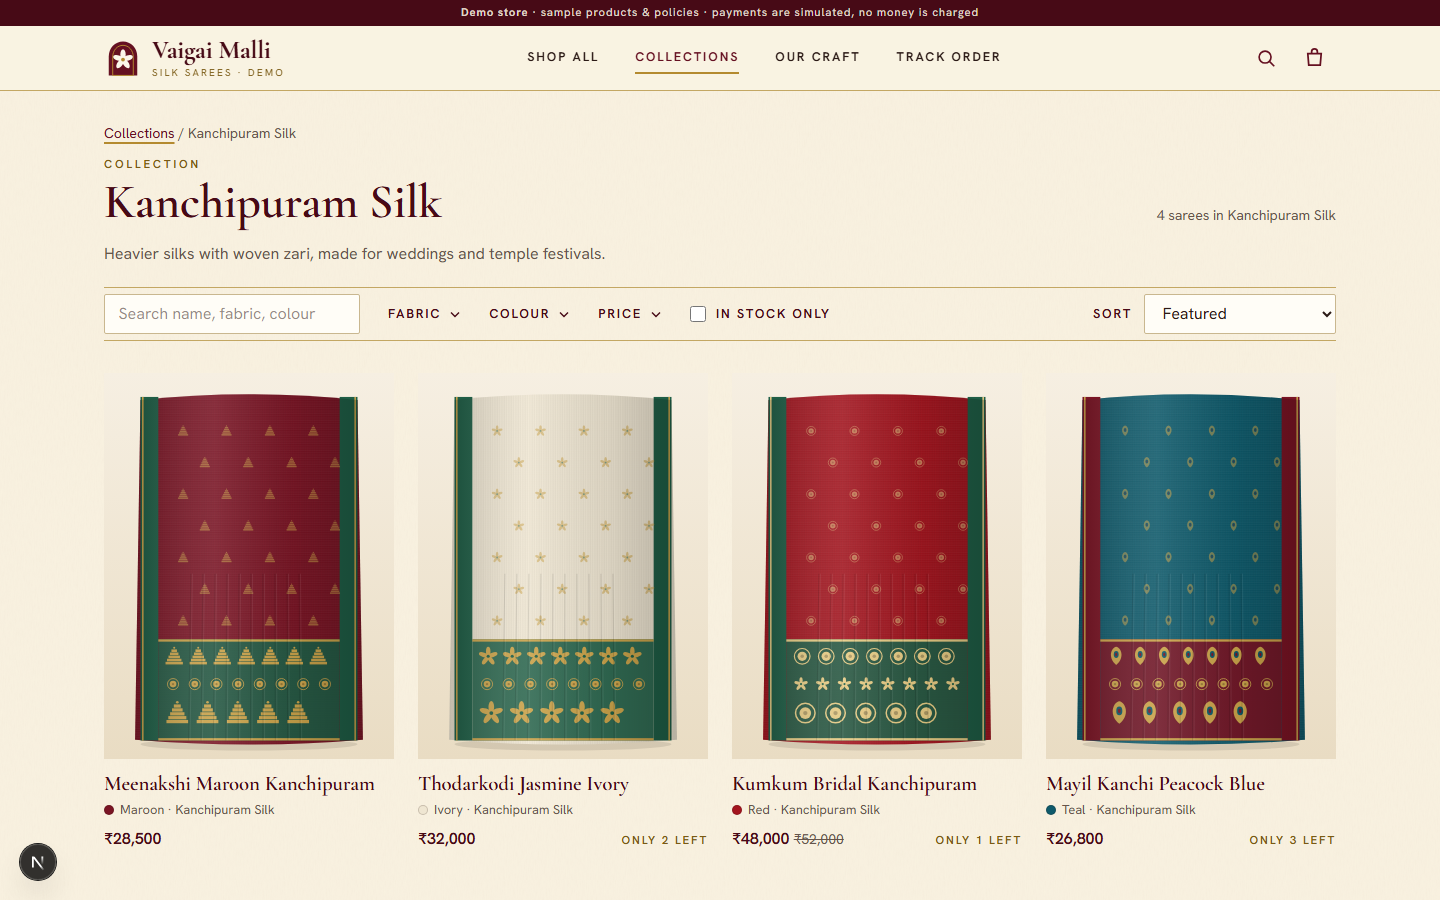 Demo store · sample products & policies · payments are simulated, no money is charged
Vaigai Malli
SILK SAREES · DEMO
SHOP ALL
COLLECTIONS
OUR CRAFT
TRACK ORDER
Collections / Kanchipuram Silk
COLLECTION
Kanchipuram Silk
4 sarees in Kanchipuram Silk
Heavier silks with woven zari, made for weddings and temple festivals.
Search name, fabric, colour
FABRIC
COLOUR
PRICE
IN STOCK ONLY
SORT
Featured
Meenakshi Maroon Kanchipuram
Maroon · Kanchipuram Silk
₹28,500
Thodarkodi Jasmine Ivory
Ivory · Kanchipuram Silk
₹32,000
ONLY 2 LEFT
Kumkum Bridal Kanchipuram
Red · Kanchipuram Silk
₹48,000 ₹52,000
ONLY 1 LEFT
Mayil Kanchi Peacock Blue
Teal · Kanchipuram Silk
₹26,800
ONLY 3 LEFT
N